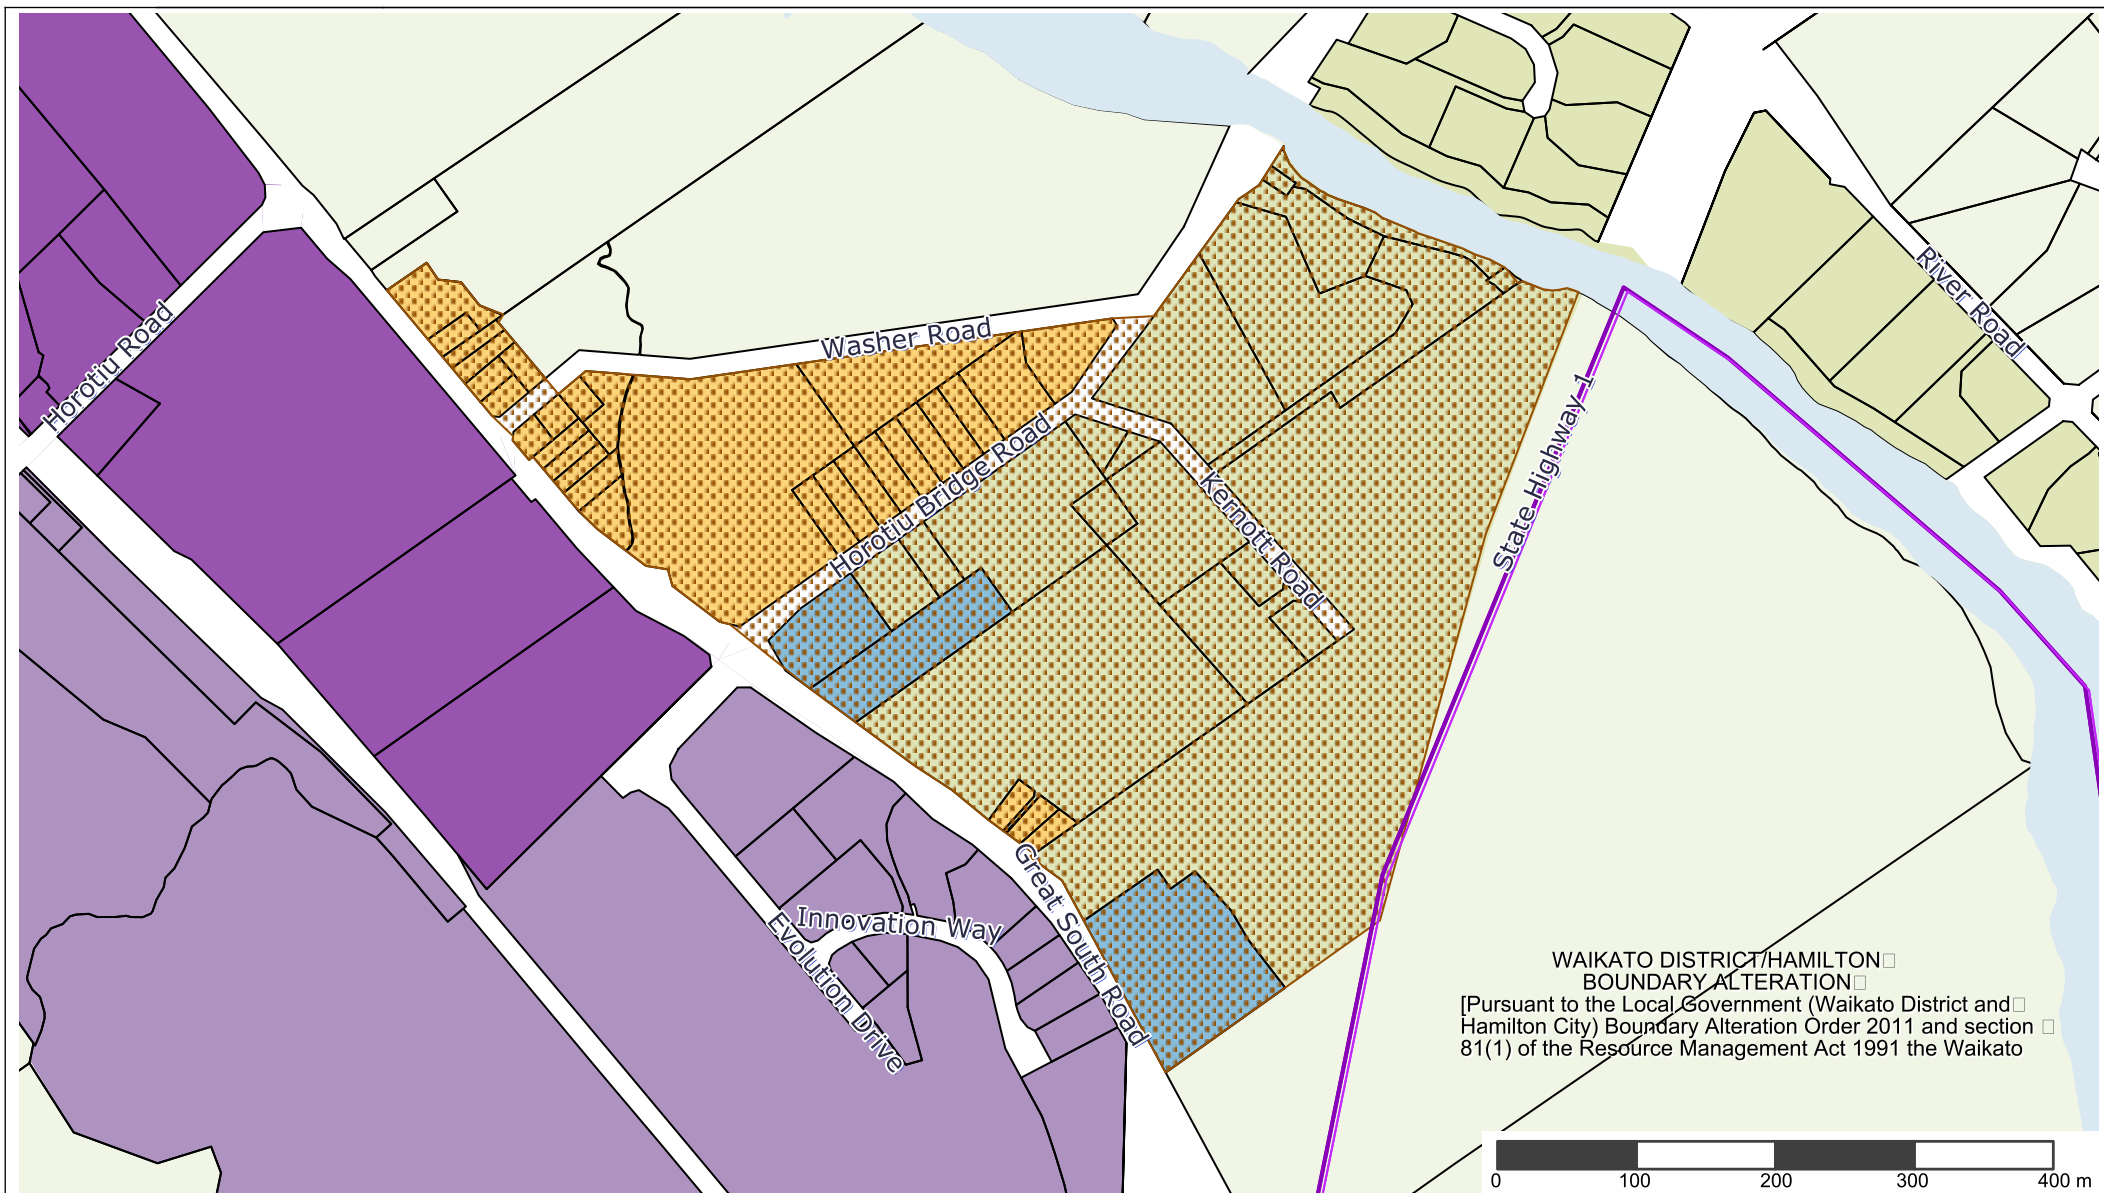 Horotiu Road
Washer Road
River Road
Horotiu Bridge Road
Kernott Road
State Highway 1
Great South Road
Innovation Way
Evolution Drive
WAIKATO DISTRICT/HAMILTON
BOUNDARY ALTERATION
[Pursuant to the Local Government (Waikato District and
Hamilton City) Boundary Alteration Order 2011 and section
81(1) of the Resource Management Act 1991 the Waikato
0 100 200 300 400 m